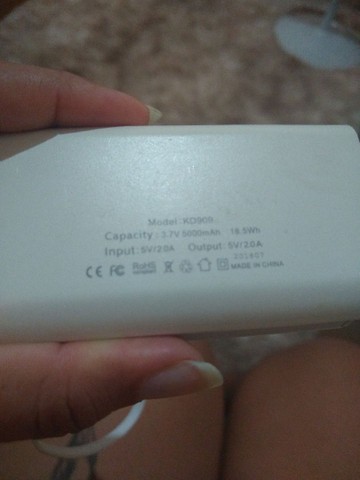 Model: KD909
Capacity: 3.7V 5000mAh 18.5Wh
Input: 5V/2.0A Output: 5V/2.0A
CE FC RoHS MADE IN CHINA